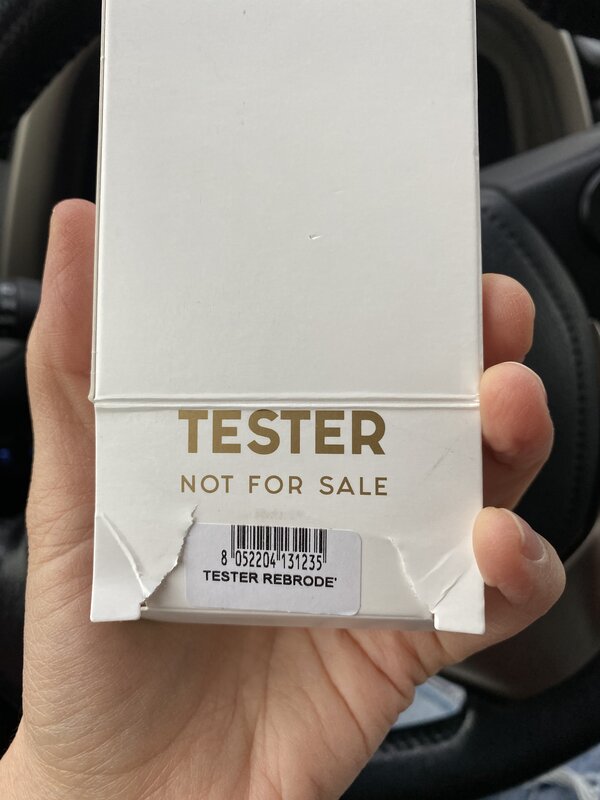 TESTER
NOT FOR SALE
8 052204 131235
TESTER REBRODE'